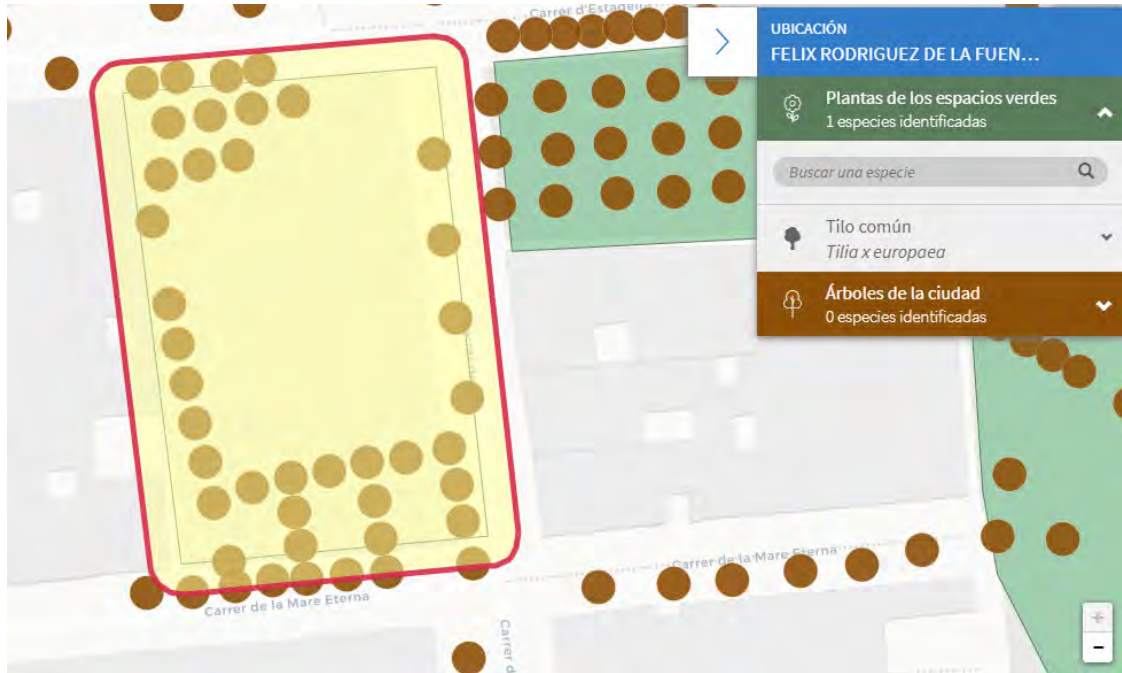 Carrer d'Estadella
UBICACIÓN
FELIX RODRIGUEZ DE LA FUEN...
Plantas de los espacios verdes
1 especies identificadas
Buscar una especie
Tilo común
Tilia x europaea
Árboles de la ciudad
0 especies identificadas
Carrer de la Mare Eterna
Carrer de la Mare Eterna
Carrer d
+
−